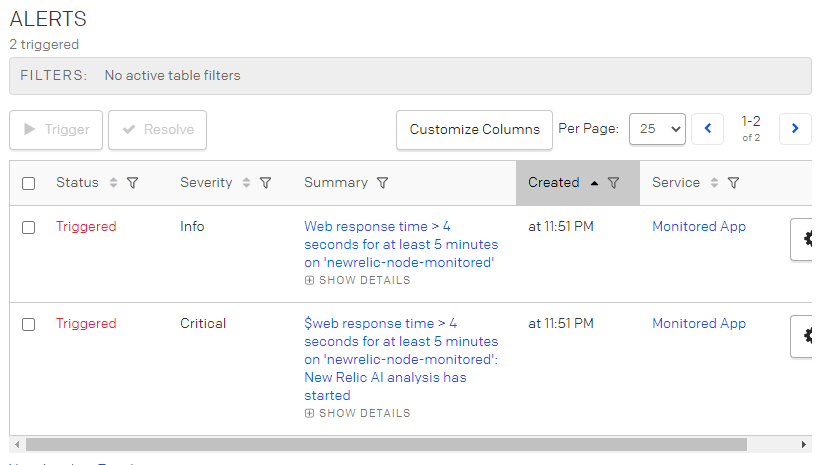 ALERTS
2 triggered
FILTERS: No active table filters
Trigger Resolve Customize Columns Per Page: 25 1-2
of 2
Status Severity Summary Created Service
Triggered Info Web response time > 4 at 11:51 PM Monitored App
seconds for at least 5 minutes
on 'newrelic-node-monitored'
SHOW DETAILS
Triggered Critical $web response time > 4 at 11:51 PM Monitored App
seconds for at least 5 minutes
on 'newrelic-node-monitored':
New Relic AI analysis has
started
SHOW DETAILS